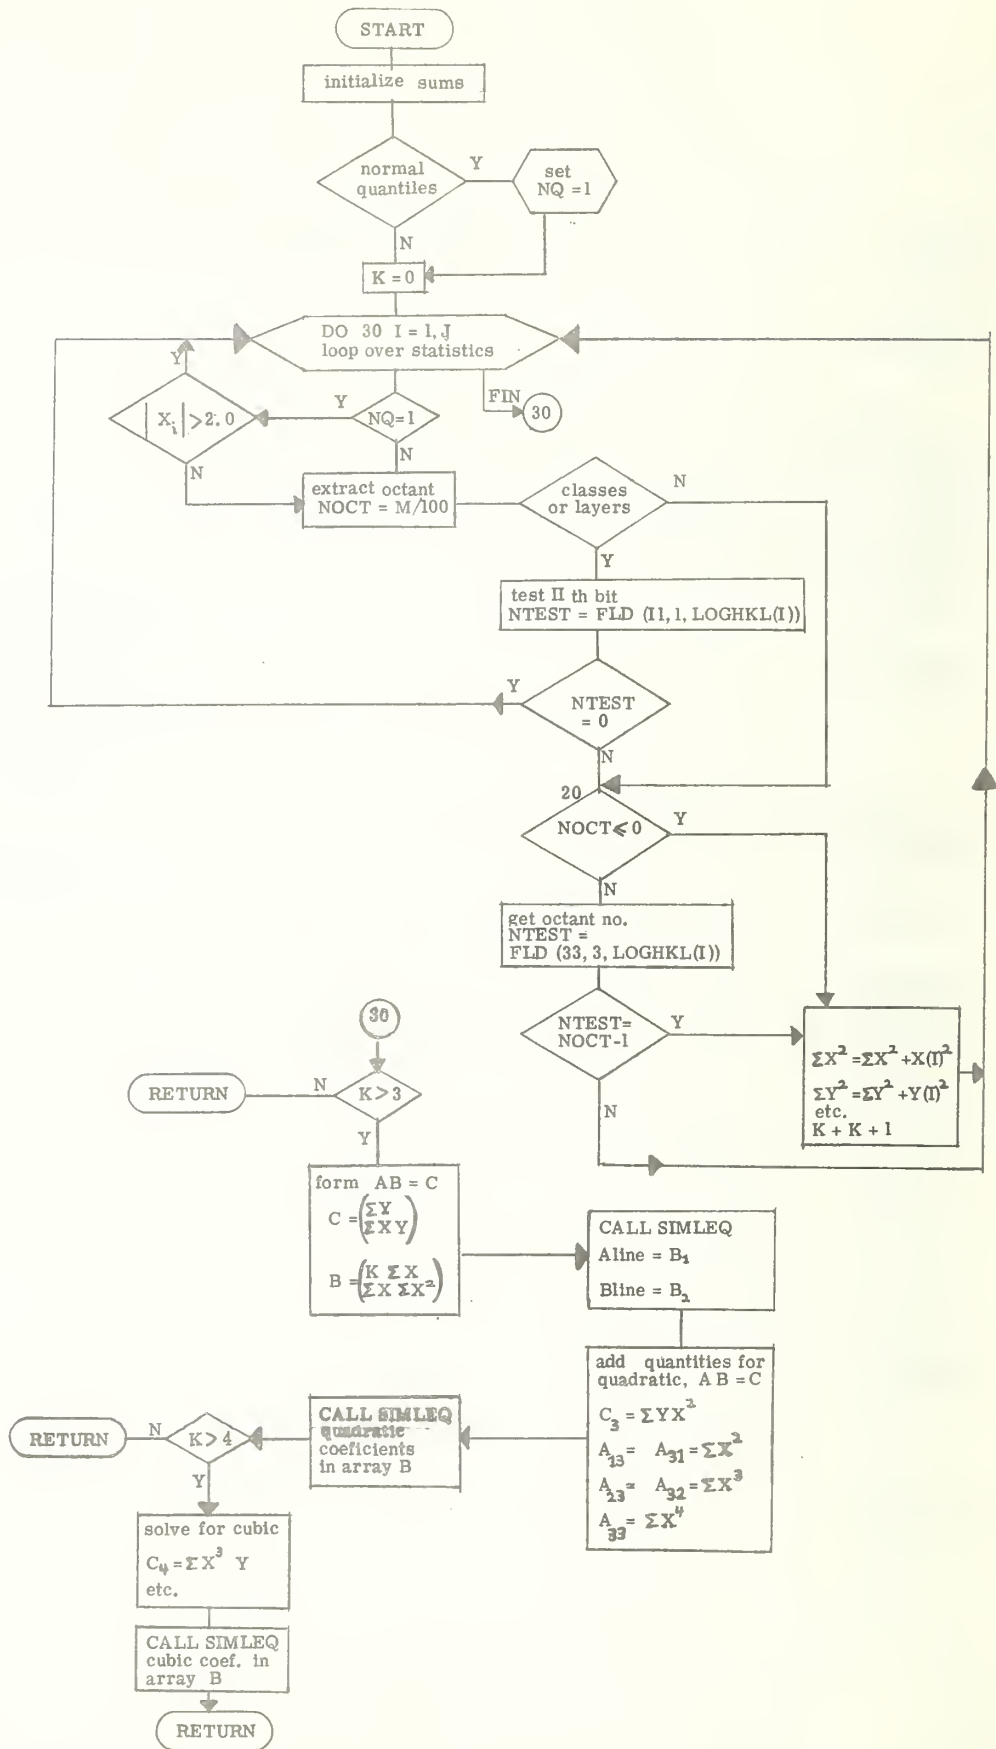 START
initialize sums
normal
quantiles
Y
set
NQ = 1
N
K = 0
DO 30 I = 1, J
loop over statistics
Y
|X_i| > 2.0
Y
NQ=1
FIN
30
N
N
extract octant
NOCT = M/100
classes
or layers
N
Y
test II th bit
NTEST = FLD (I1, 1, LOGHKL(I))
Y
NTEST
= 0
N
20
NOCT ⩽ 0
Y
N
get octant no.
NTEST =
FLD (33, 3, LOGHKL(I))
NTEST=
NOCT-1
Y
N
ΣX² = ΣX² + X(I)²
ΣY² = ΣY² + Y(I)²
etc.
K + K + 1
30
RETURN
N
K > 3
Y
form AB = C
C = (ΣY
ΣXY)
B = (K ΣX
ΣX ΣX²)
CALL SIMLEQ
Aline = B₁
Bline = B₂
add quantities for
quadratic, AB = C
C₃ = ΣYX²
A₁₃ = A₃₁ = ΣX²
A₂₃ = A₃₂ = ΣX³
A₃₃ = ΣX⁴
CALL SIMLEQ
quadratic
coeficients
in array B
RETURN
N
K > 4
Y
solve for cubic
C₄ = ΣX³ Y
etc.
CALL SIMLEQ
cubic coef. in
array B
RETURN